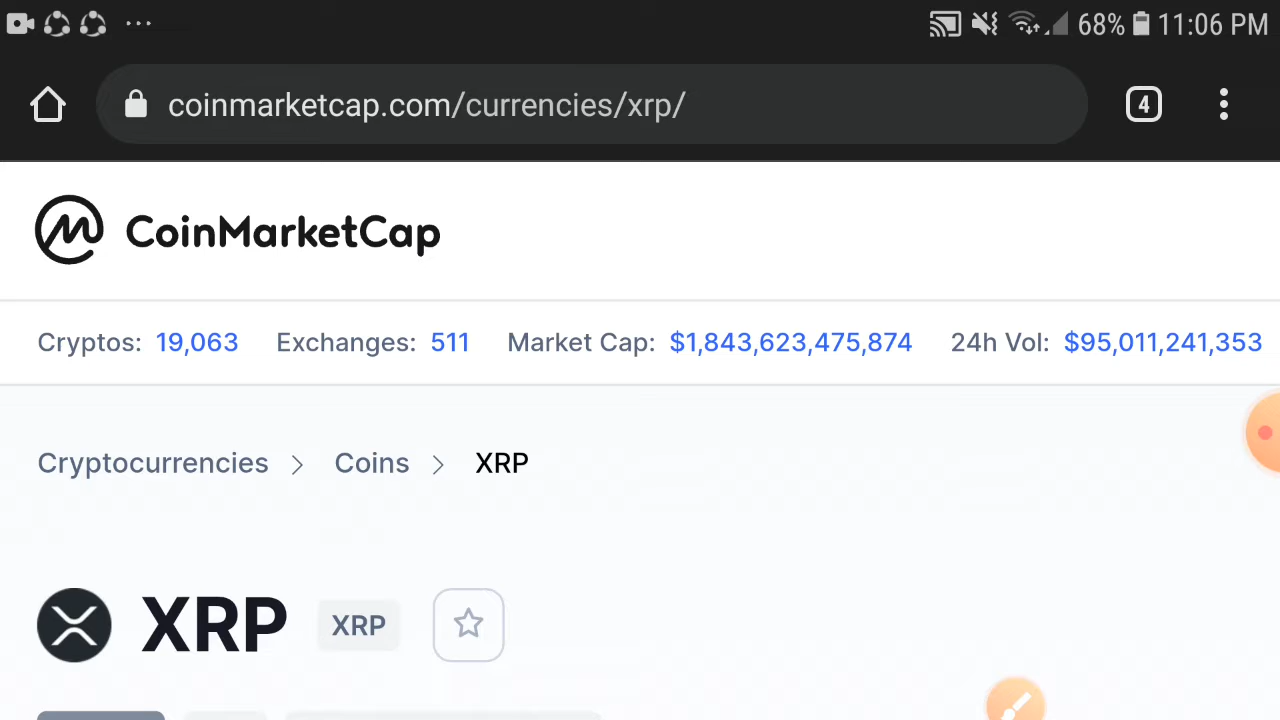 68% 11:06 PM
coinmarketcap.com/currencies/xrp/
4
CoinMarketCap
Cryptos: 19,063 Exchanges: 511 Market Cap: $1,843,623,475,874 24h Vol: $95,011,241,353
Cryptocurrencies > Coins > XRP
XRP XRP